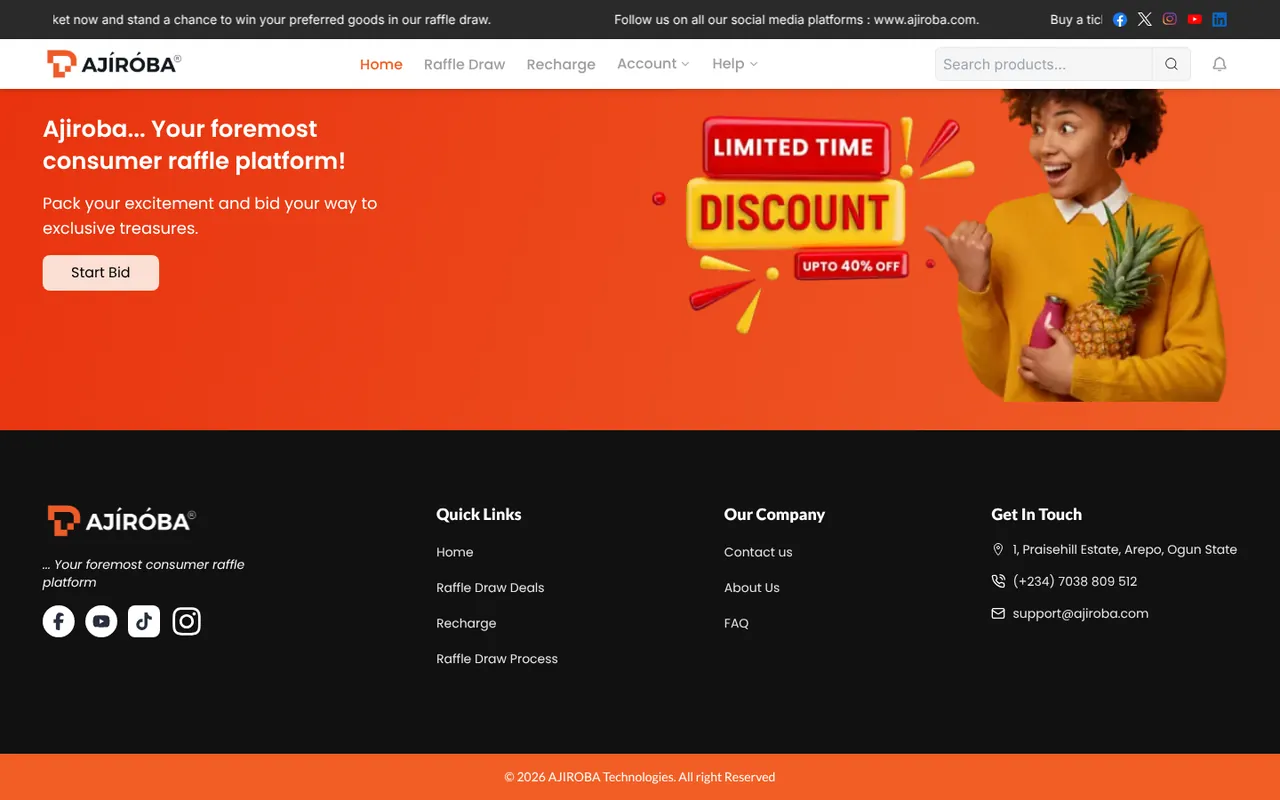 ket now and stand a chance to win your preferred goods in our raffle draw.
Follow us on all our social media platforms : www.ajiroba.com.
Buy a tic
AJÍRÓBA®
Home
Raffle Draw
Recharge
Account
Help
Search products...
Ajiroba... Your foremost
consumer raffle platform!
Pack your excitement and bid your way to
exclusive treasures.
Start Bid
LIMITED TIME
DISCOUNT
UPTO 40% OFF
AJÍRÓBA®
... Your foremost consumer raffle
platform
Quick Links
Home
Raffle Draw Deals
Recharge
Raffle Draw Process
Our Company
Contact us
About Us
FAQ
Get In Touch
1, Praisehill Estate, Arepo, Ogun State
(+234) 7038 809 512
support@ajiroba.com
© 2026 AJIROBA Technologies. All right Reserved